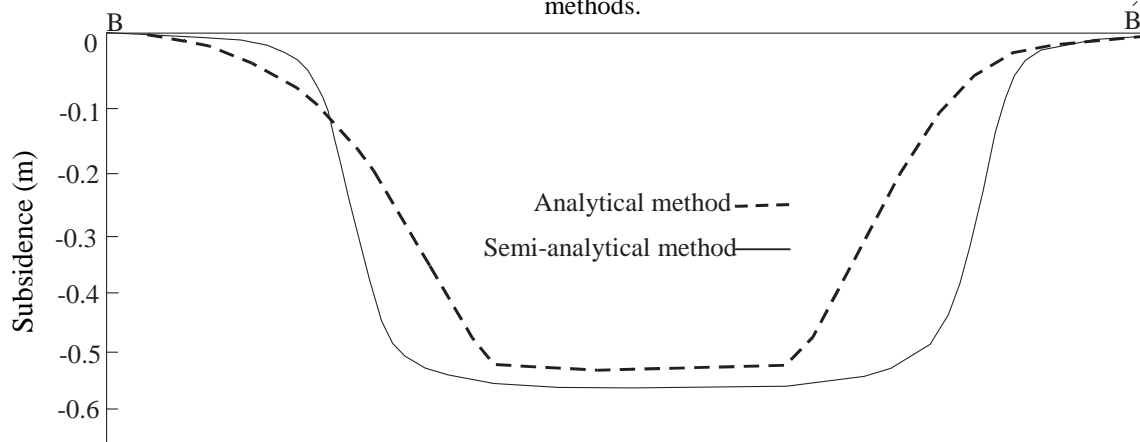 methods.
B
B´
0
-0.1
-0.2
-0.3
-0.4
-0.5
-0.6
Subsidence (m)
Analytical method
Semi-analytical method